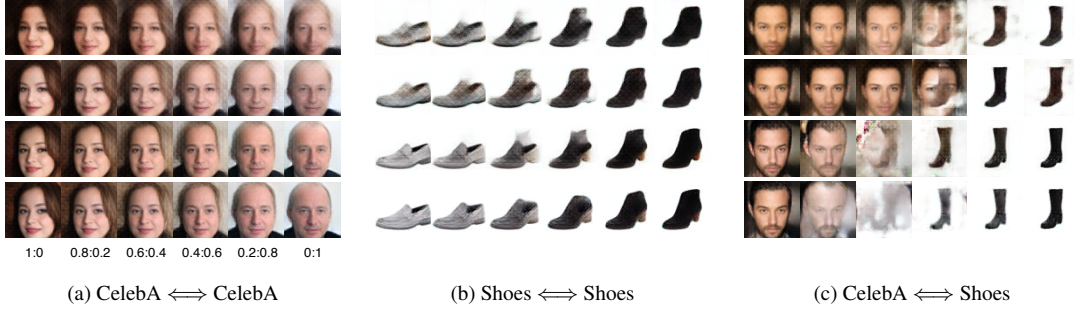 1:0 0.8:0.2 0.6:0.4 0.4:0.6 0.2:0.8 0:1
(a) CelebA ⟺ CelebA
(b) Shoes ⟺ Shoes
(c) CelebA ⟺ Shoes